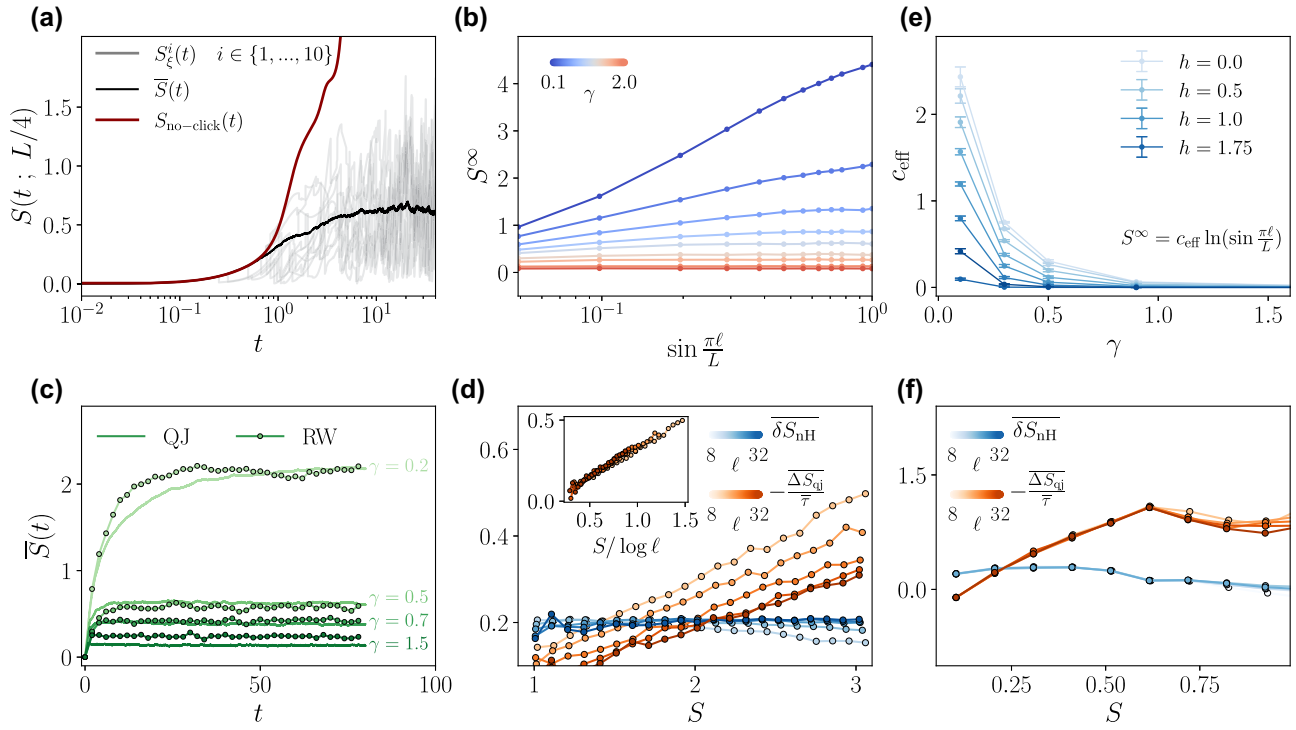 (a)
S^i_ξ(t) i ∈ {1, ..., 10}
S̅(t)
S_no−click(t)
S(t ; L/4)
1.5
1.0
0.5
0.0
10^−2 10^−1 10^0 10^1
t
(b)
0.1 2.0
γ
S^∞
4
3
2
1
0
10^−1 10^0
sin πℓ/L
(e)
h = 0.0
h = 0.5
h = 1.0
h = 1.75
S^∞ = c_eff ln(sin πℓ/L)
c_eff
2
1
0
0.0 0.5 1.0 1.5
γ
(c)
QJ RW
γ = 0.2
γ = 0.5
γ = 0.7
γ = 1.5
S̅(t)
2
1
0
0 50 100
t
(d)
0.5
0.0
0.5 1.0 1.5
S/ log ℓ
δS_nH
8 ℓ 32
−ΔS_qj/τ̅
8 ℓ 32
0.6
0.4
0.2
1 2 3
S
(f)
δS_nH
8 ℓ 32
−ΔS_qj/τ̅
8 ℓ 32
1.5
0.0
0.25 0.50 0.75
S